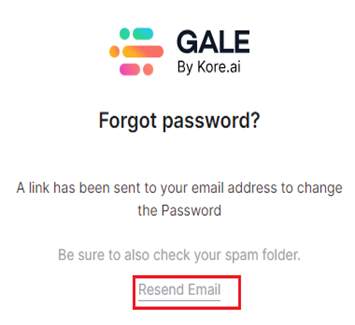 GALE
By Kore.ai
Forgot password?
A link has been sent to your email address to change
the Password
Be sure to also check your spam folder.
Resend Email